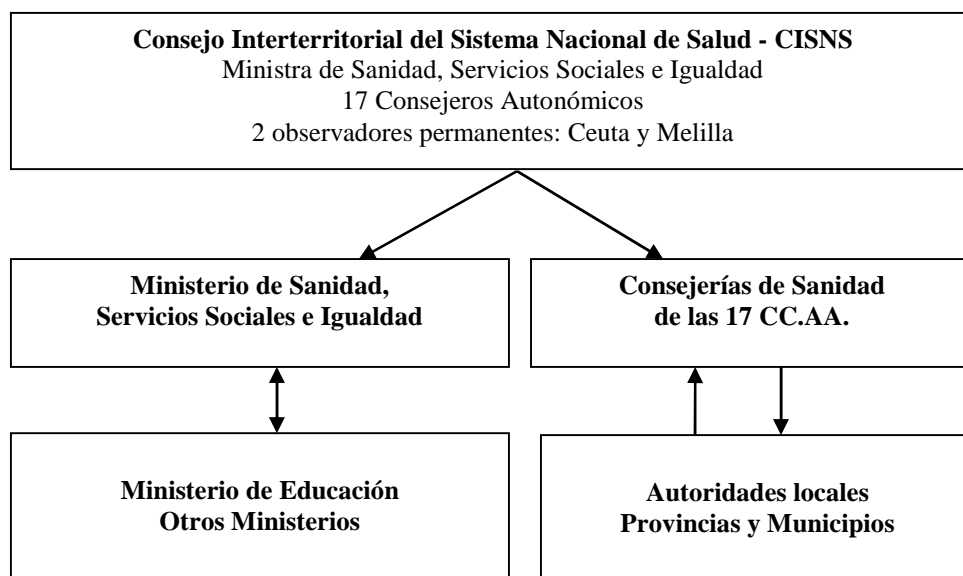 Consejo Interterritorial del Sistema Nacional de Salud - CISNS
Ministra de Sanidad, Servicios Sociales e Igualdad
17 Consejeros Autonómicos
2 observadores permanentes: Ceuta y Melilla
Ministerio de Sanidad,
Servicios Sociales e Igualdad
Consejerías de Sanidad
de las 17 CC.AA.
Ministerio de Educación
Otros Ministerios
Autoridades locales
Provincias y Municipios